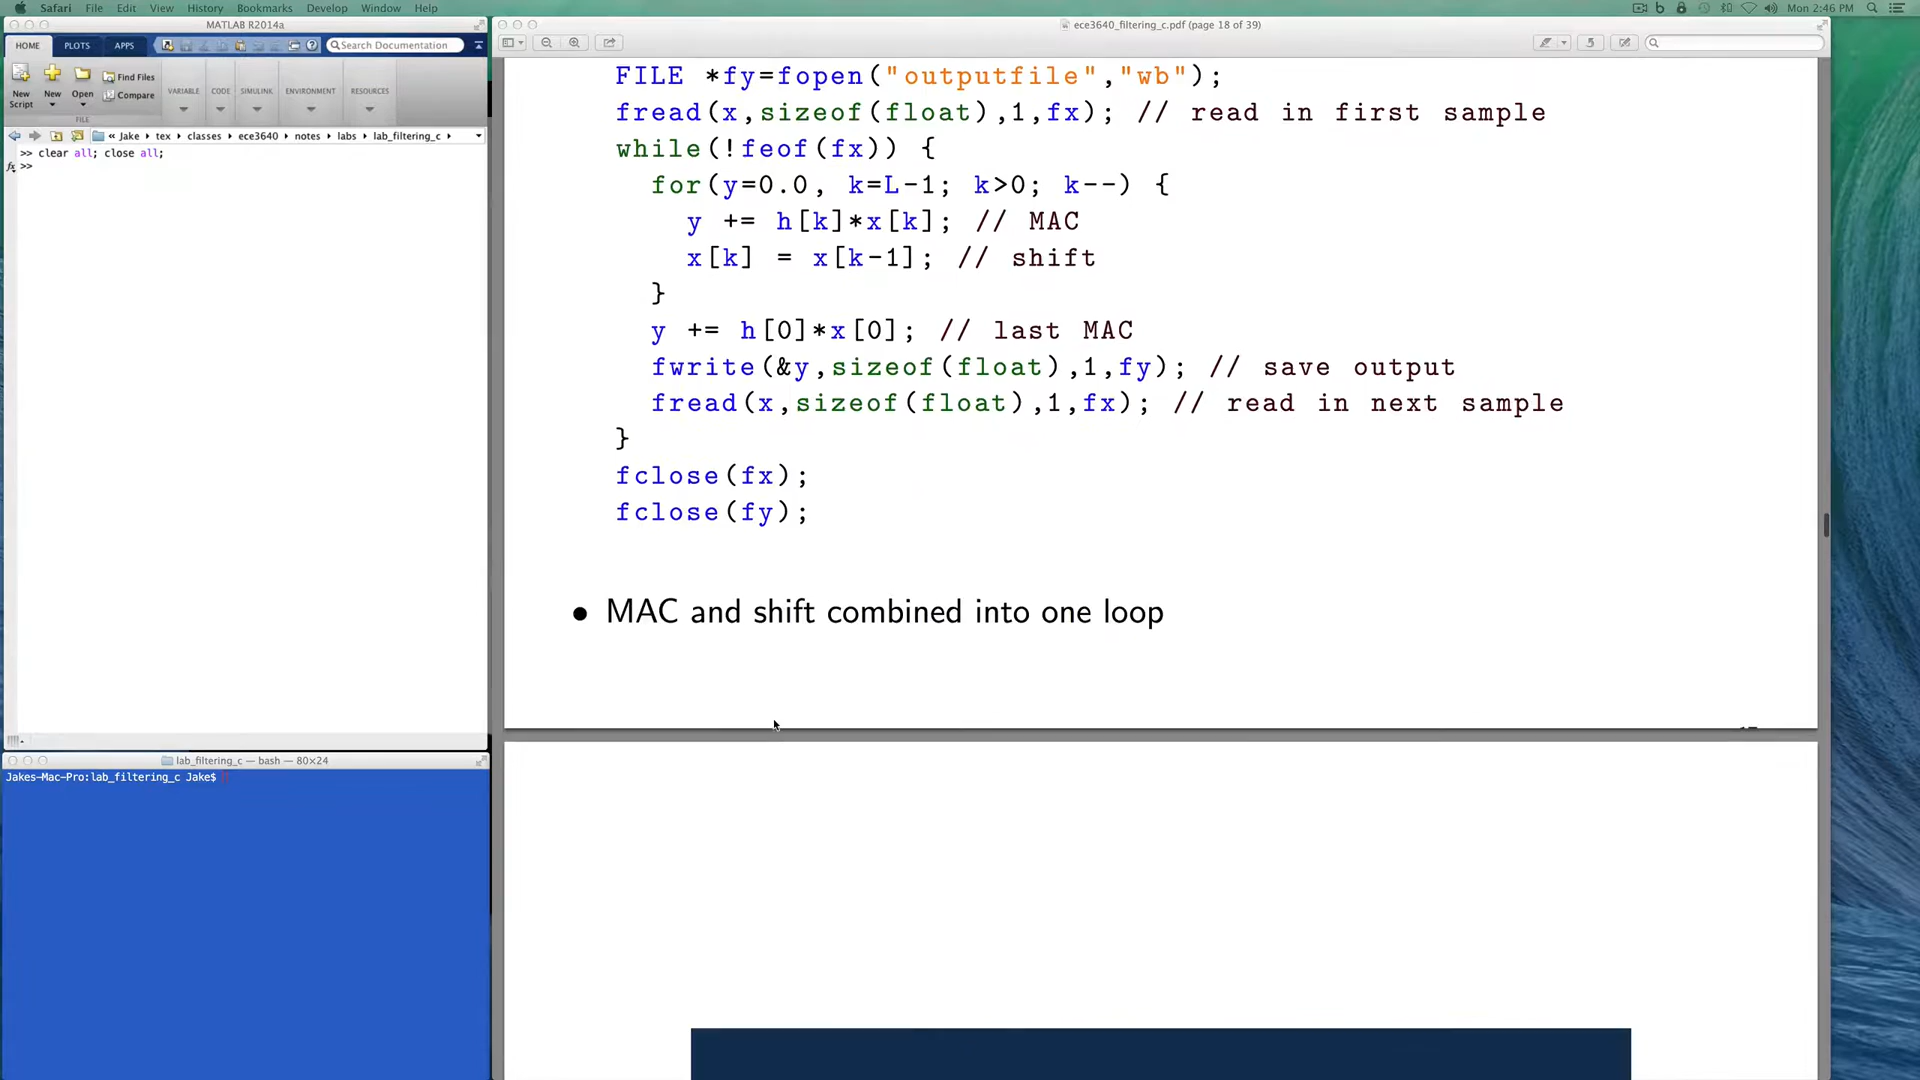 Safari File Edit View History Bookmarks Develop Window Help
Mon 2:46 PM
MATLAB R2014a
HOME PLOTS APPS
Search Documentation
New Script
New
Open
Find Files
Compare
VARIABLE CODE SIMULINK ENVIRONMENT RESOURCES
FILE
« Jake ▸ tex ▸ classes ▸ ece3640 ▸ notes ▸ labs ▸ lab_filtering_c ▸
>> clear all; close all;
fx >>
lab_filtering_c — bash — 80×24
Jakes-Mac-Pro:lab_filtering_c Jake$
ece3640_filtering_c.pdf (page 18 of 39)
FILE *fy=fopen("outputfile","wb");
fread(x,sizeof(float),1,fx); // read in first sample
while(!feof(fx)) {
for(y=0.0, k=L-1; k>0; k--) {
y += h[k]*x[k]; // MAC
x[k] = x[k-1]; // shift
}
y += h[0]*x[0]; // last MAC
fwrite(&y,sizeof(float),1,fy); // save output
fread(x,sizeof(float),1,fx); // read in next sample
}
fclose(fx);
fclose(fy);
• MAC and shift combined into one loop